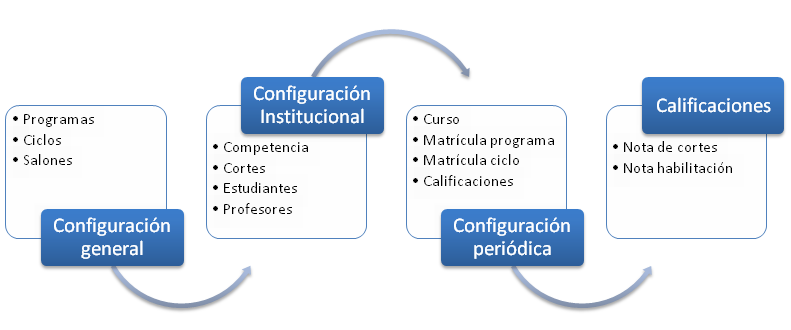 • Programas
• Ciclos
• Salones
Configuración
general
Configuración
Institucional
• Competencia
• Cortes
• Estudiantes
• Profesores
• Curso
• Matrícula programa
• Matrícula ciclo
• Calificaciones
Configuración
periódica
Calificaciones
• Nota de cortes
• Nota habilitación